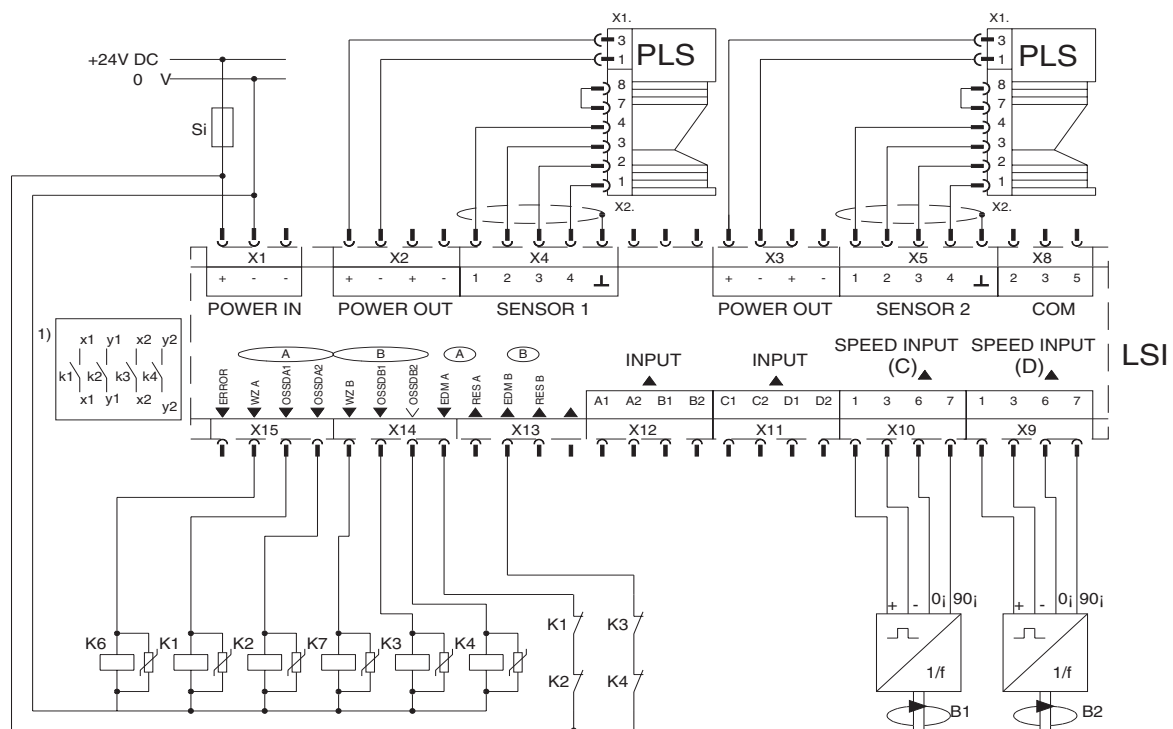 X1. X1.
+24V DC 3 PLS 3 PLS
0 V 1 1
8 8
7 7
Si 4 4
3 3
2 2
1 1
X2. X2.
X1 X2 X4 X3 X5 X8
+ - - + - + - 1 2 3 4 + - + - 1 2 3 4 2 3 5
POWER IN POWER OUT SENSOR 1 POWER OUT SENSOR 2 COM
1) x1 y1 x2 y2
k1 k2 k3 k4
x1 y1 x2 y2
A B A B
INPUT INPUT SPEED INPUT (C) SPEED INPUT (D) LSI
ERROR WZ A OSSDA1 OSSDA2 WZ B OSSDB1 OSSDB2 EDM A RES A EDM B RES B
A1 A2 B1 B2 C1 C2 D1 D2 1 3 6 7 1 3 6 7
X15 X14 X13 X12 X11 X10 X9
+ - 0¡ 90¡ + - 0¡ 90¡
K6 K1 K2 K7 K3 K4 K1 K3
1/f 1/f
K2 K4
B1 B2